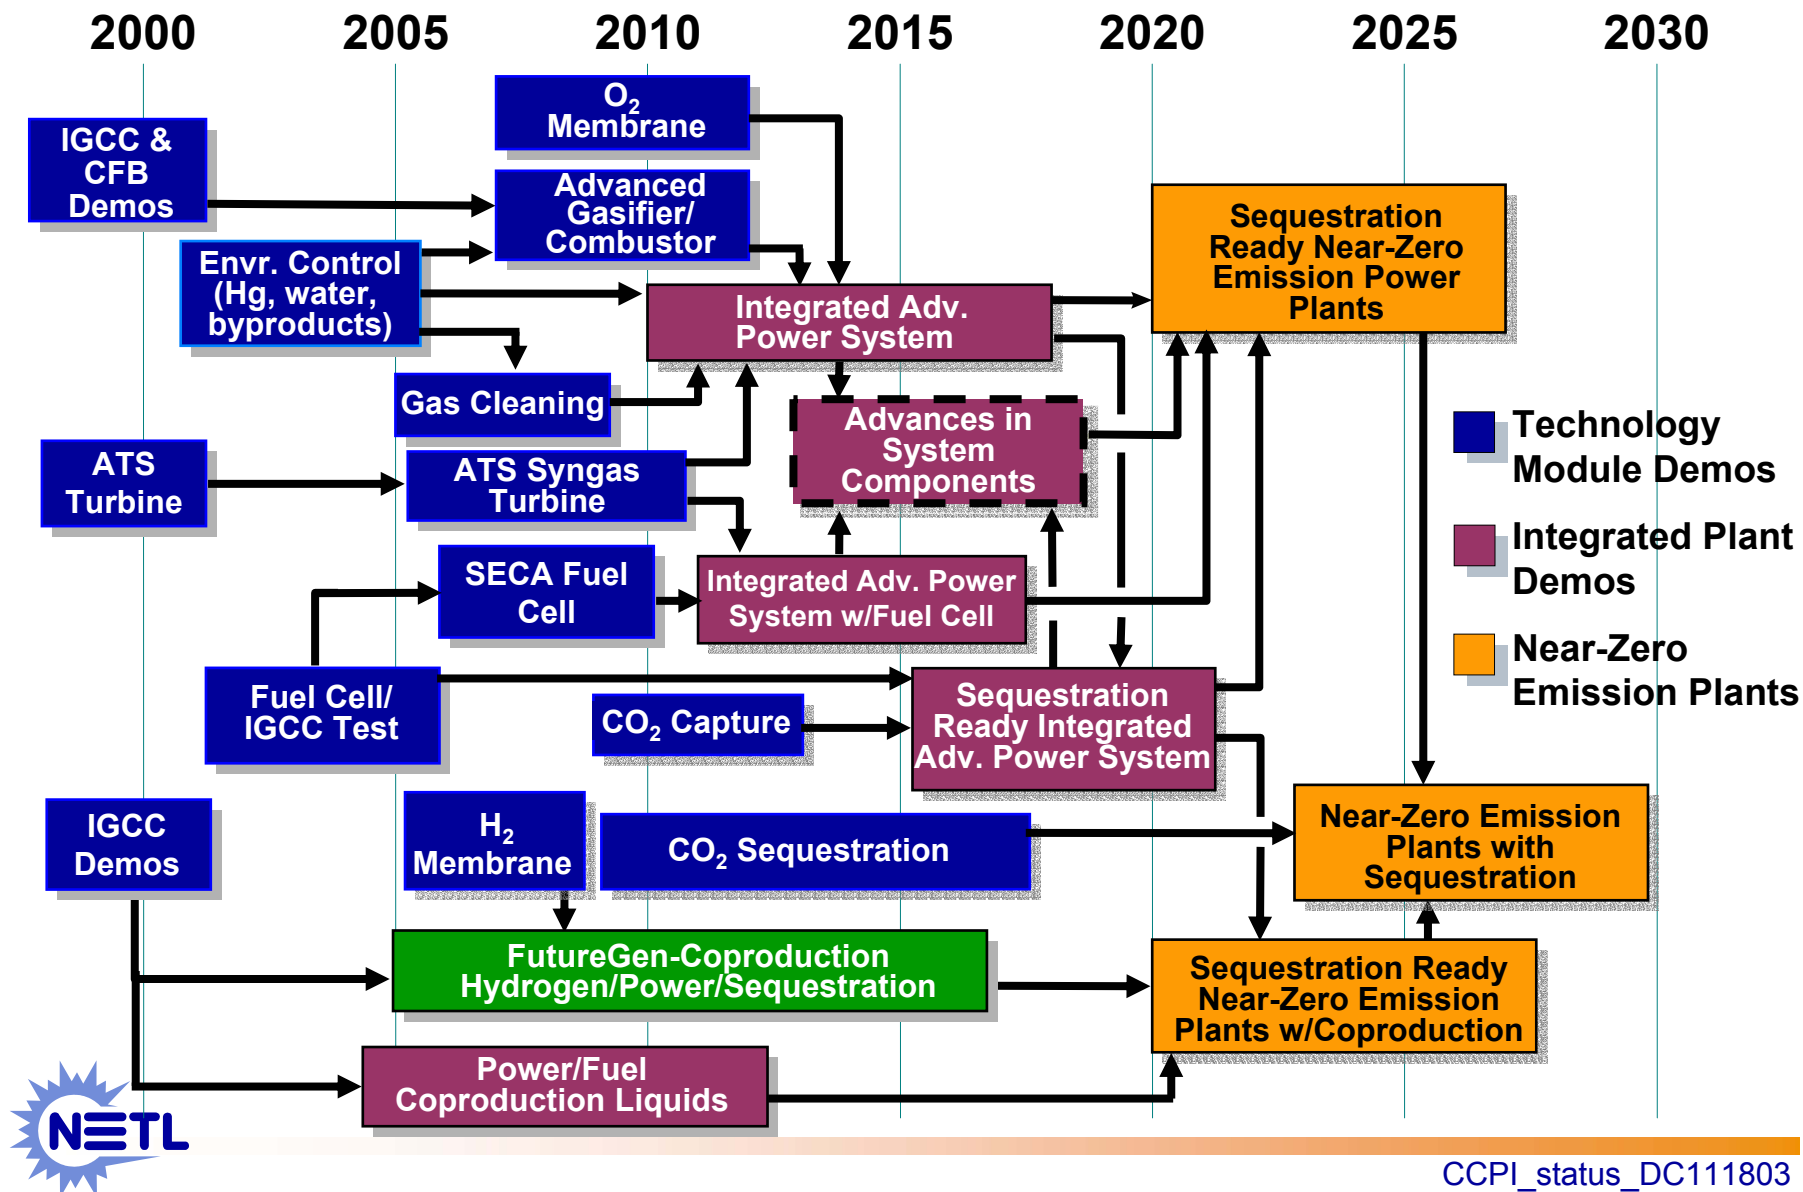 2000 2005 2010 2015 2020 2025 2030
O2
Membrane
IGCC &
CFB
Demos
Advanced
Gasifier/
Combustor
Sequestration
Ready Near-Zero
Emission Power
Plants
Envr. Control
(Hg, water,
byproducts)
Integrated Adv.
Power System
Gas Cleaning
Advances in
System
Components
Technology
Module Demos
ATS
Turbine
ATS Syngas
Turbine
Integrated Plant
Demos
SECA Fuel
Cell
Integrated Adv. Power
System w/Fuel Cell
Near-Zero
Emission Plants
Fuel Cell/
IGCC Test
CO2 Capture
Sequestration
Ready Integrated
Adv. Power System
IGCC
Demos
H2
Membrane
CO2 Sequestration
Near-Zero Emission
Plants with
Sequestration
FutureGen-Coproduction
Hydrogen/Power/Sequestration
Sequestration Ready
Near-Zero Emission
Plants w/Coproduction
Power/Fuel
Coproduction Liquids
NETL
CCPI_status_DC111803